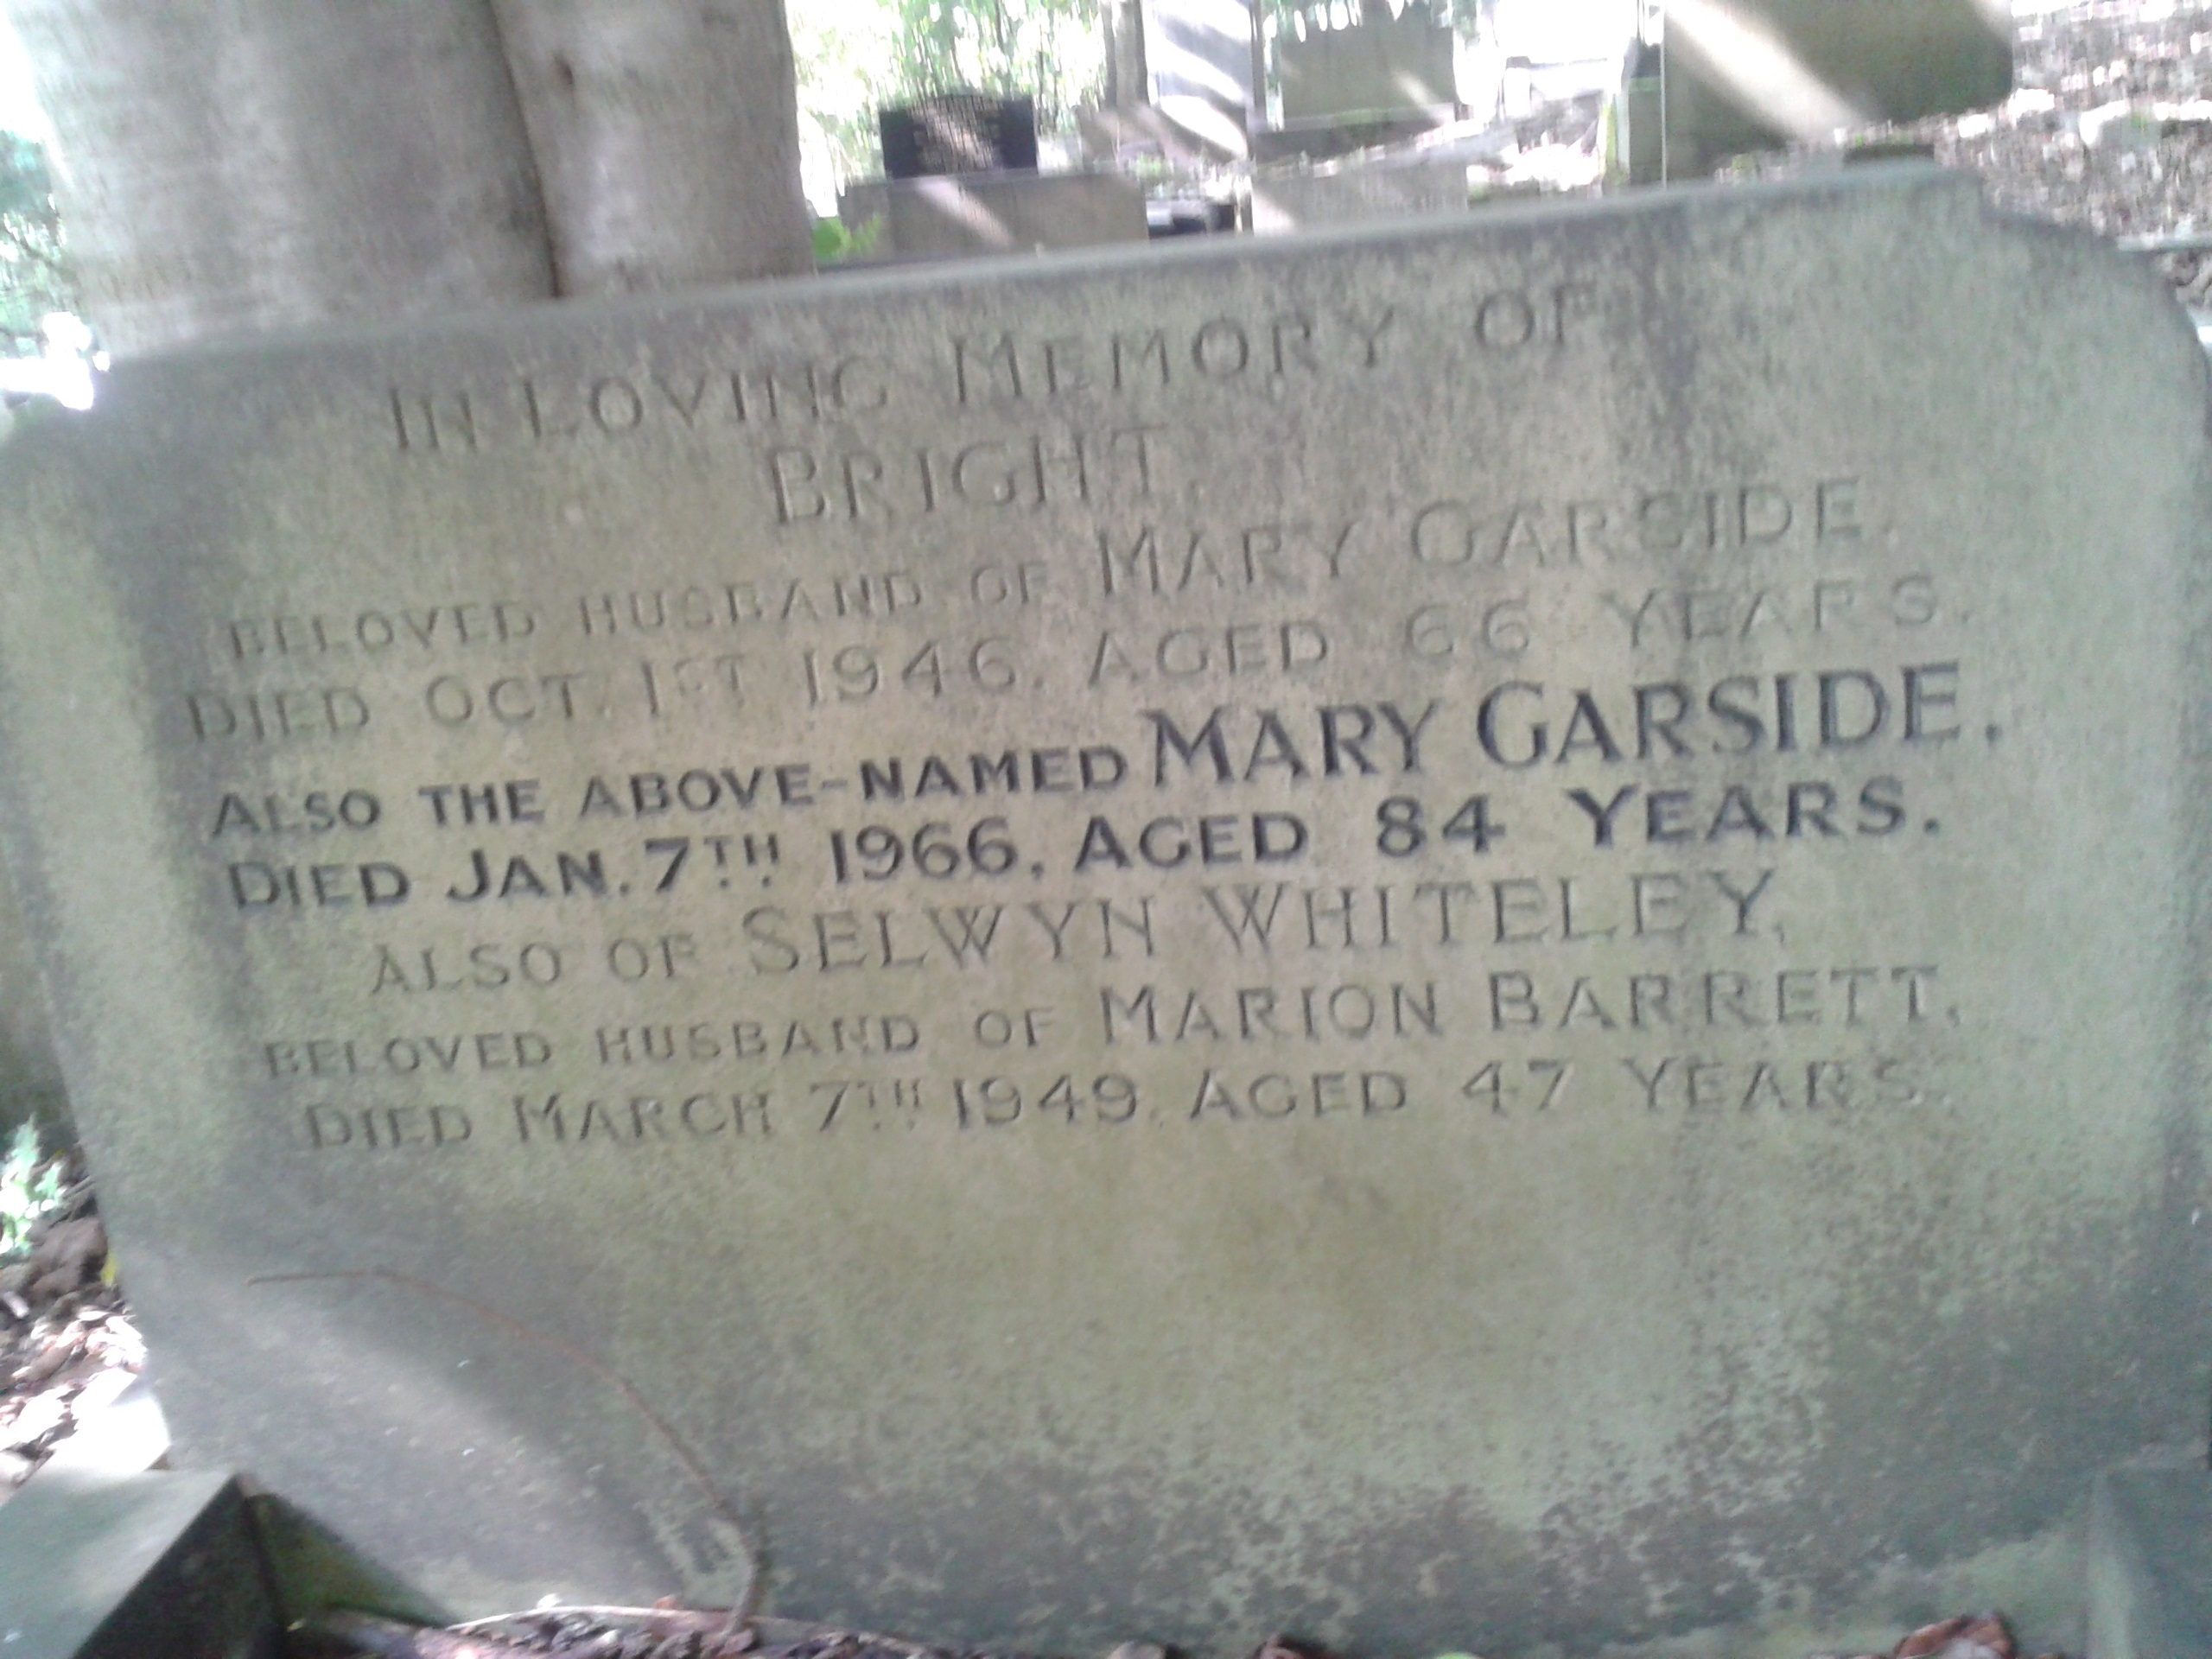 IN LOVING MEMORY OF
BRIGHT,
BELOVED HUSBAND OF MARY GARSIDE,
DIED OCT. 1ST 1946, AGED 66 YEARS.
ALSO THE ABOVE-NAMED MARY GARSIDE,
DIED JAN. 7TH 1966, AGED 84 YEARS.
ALSO OF SELWYN WHITELEY,
BELOVED HUSBAND OF MARION BARRETT,
DIED MARCH 7TH 1949, AGED 47 YEARS.